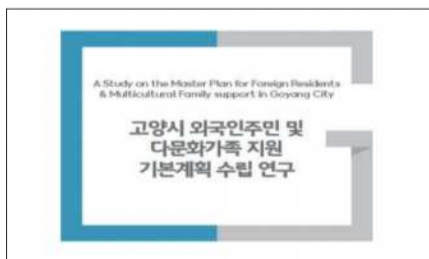 A Study on the Master Plan for Foreign Residents
& Multicultural Family support in Goyang City
고양시 외국인주민 및
다문화가족 지원
기본계획 수립 연구